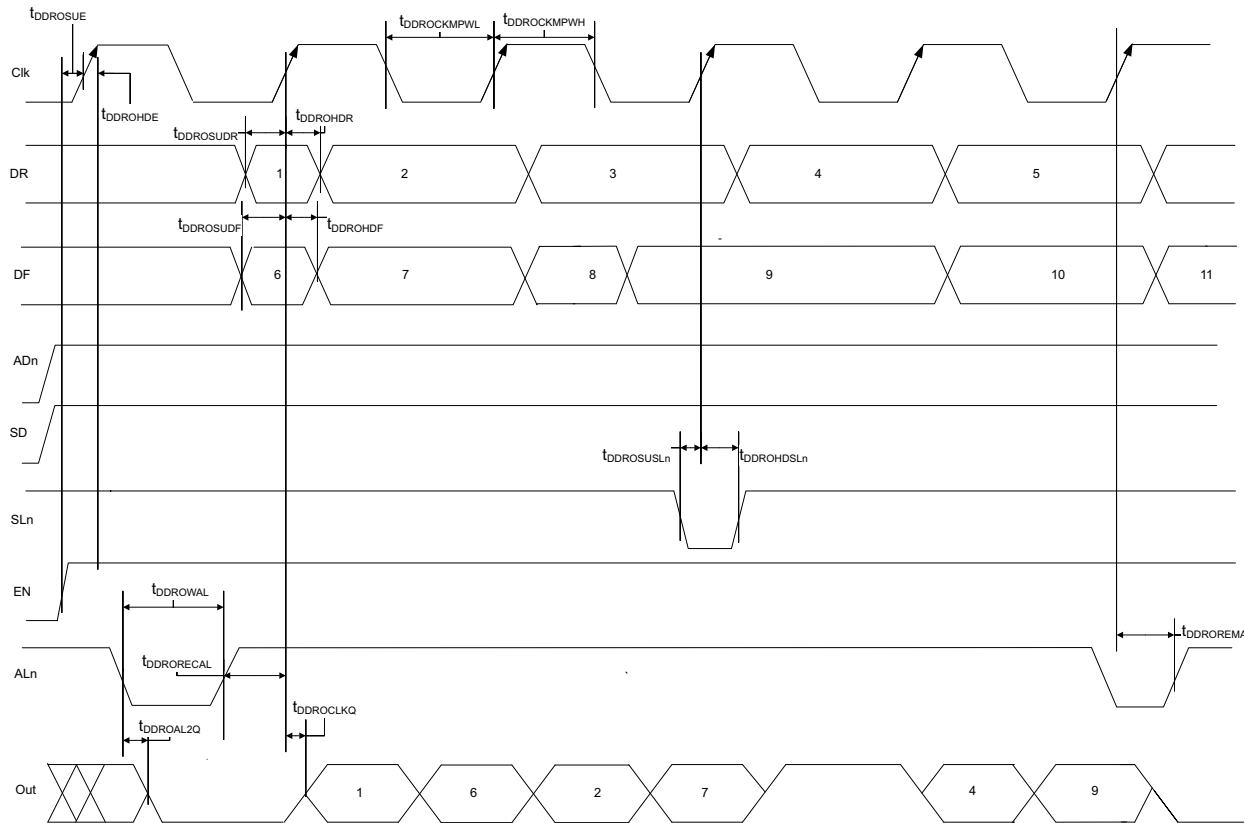 tDDROSUE
tDDROCKMPWL
tDDROCKMPWH
Clk
tDDROHDE
tDDROSUDR
tDDROHDR
DR
1
2
3
4
5
tDDROSUDF
tDDROHDF
DF
6
7
8
9
10
11
ADn
SD
tDDROSUSLn
tDDROHDSLn
SLn
EN
tDDROWAL
tDDROREMA
tDDRORECAL
ALn
tDDROCLKQ
tDDROAL2Q
Out
1
6
2
7
4
9